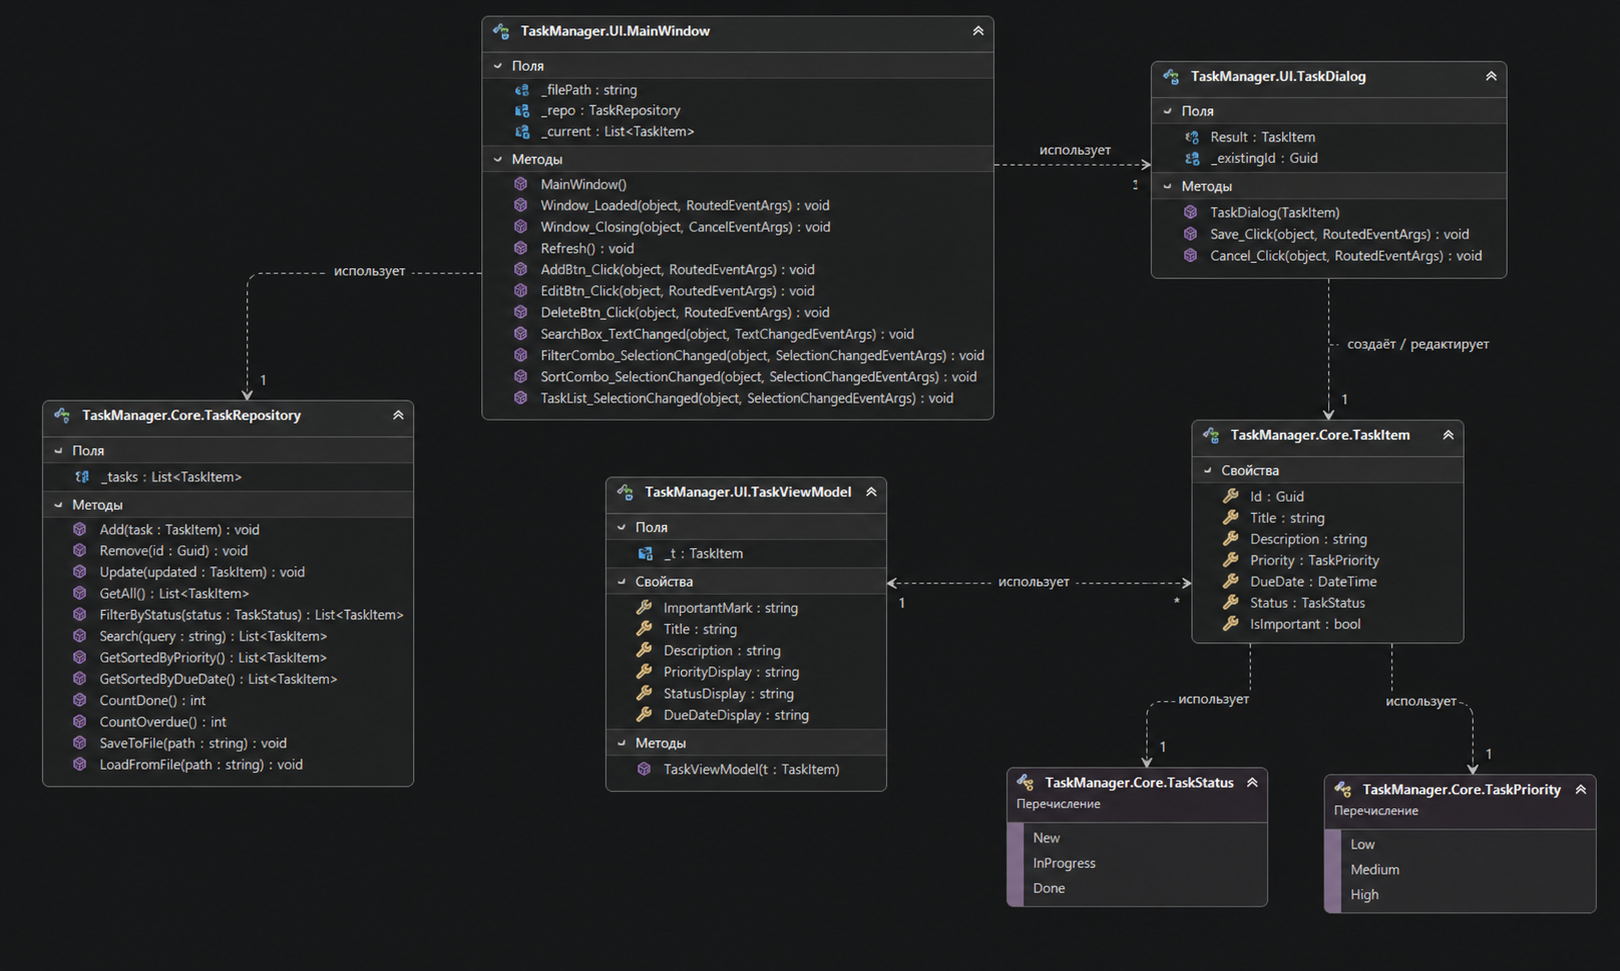 TaskManager.UI.MainWindow
Поля
_filePath : string
_repo : TaskRepository
_current : List<TaskItem>
Методы
MainWindow()
Window_Loaded(object, RoutedEventArgs) : void
Window_Closing(object, CancelEventArgs) : void
Refresh() : void
AddBtn_Click(object, RoutedEventArgs) : void
EditBtn_Click(object, RoutedEventArgs) : void
DeleteBtn_Click(object, RoutedEventArgs) : void
SearchBox_TextChanged(object, TextChangedEventArgs) : void
FilterCombo_SelectionChanged(object, SelectionChangedEventArgs) : void
SortCombo_SelectionChanged(object, SelectionChangedEventArgs) : void
TaskList_SelectionChanged(object, SelectionChangedEventArgs) : void
использует
1
TaskManager.UI.TaskDialog
Поля
Result : TaskItem
_existingId : Guid
Методы
TaskDialog(TaskItem)
Save_Click(object, RoutedEventArgs) : void
Cancel_Click(object, RoutedEventArgs) : void
использует
1
TaskManager.Core.TaskRepository
Поля
_tasks : List<TaskItem>
Методы
Add(task : TaskItem) : void
Remove(id : Guid) : void
Update(updated : TaskItem) : void
GetAll() : List<TaskItem>
FilterByStatus(status : TaskStatus) : List<TaskItem>
Search(query : string) : List<TaskItem>
GetSortedByPriority() : List<TaskItem>
GetSortedByDueDate() : List<TaskItem>
CountDone() : int
CountOverdue() : int
SaveToFile(path : string) : void
LoadFromFile(path : string) : void
создаёт / редактирует
1
TaskManager.Core.TaskItem
Свойства
Id : Guid
Title : string
Description : string
Priority : TaskPriority
DueDate : DateTime
Status : TaskStatus
IsImportant : bool
TaskManager.UI.TaskViewModel
Поля
_t : TaskItem
Свойства
ImportantMark : string
Title : string
Description : string
PriorityDisplay : string
StatusDisplay : string
DueDateDisplay : string
Методы
TaskViewModel(t : TaskItem)
использует
1
*
использует
1
использует
1
TaskManager.Core.TaskStatus
Перечисление
New
InProgress
Done
TaskManager.Core.TaskPriority
Перечисление
Low
Medium
High